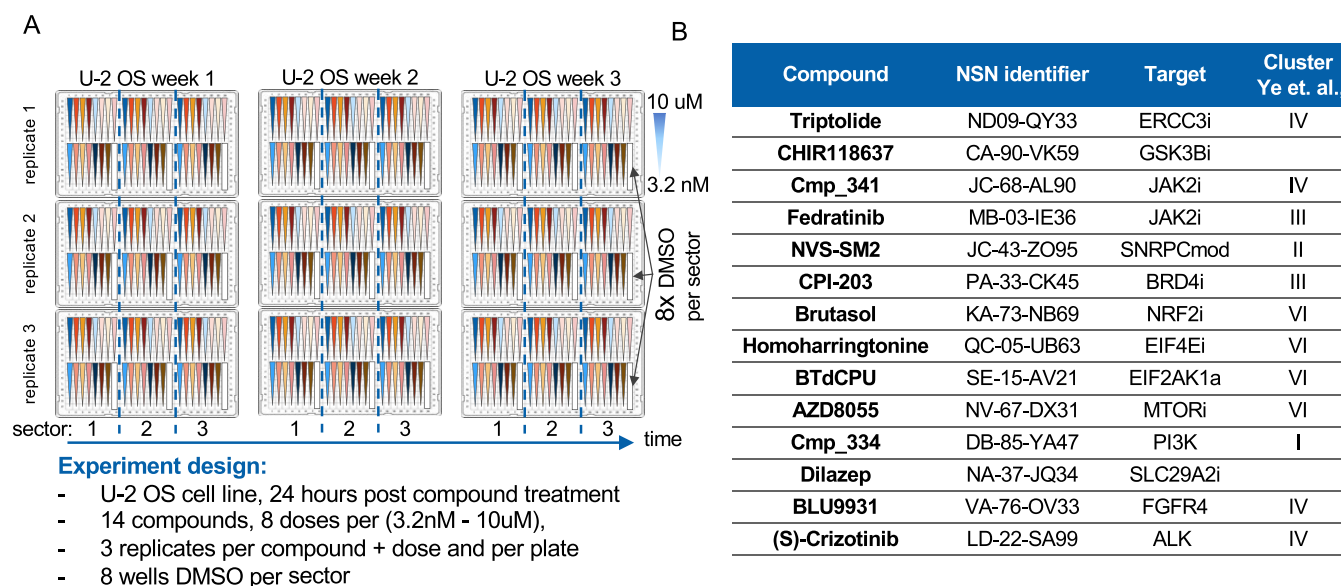 A
U-2 OS week 1
U-2 OS week 2
U-2 OS week 3
replicate 1
replicate 2
replicate 3
10 uM
3.2 nM
8x DMSO
per sector
sector: 1 2 3 1 2 3 1 2 3 time
Experiment design:
- U-2 OS cell line, 24 hours post compound treatment
- 14 compounds, 8 doses per (3.2nM - 10uM),
- 3 replicates per compound + dose and per plate
- 8 wells DMSO per sector
B
Compound NSN identifier Target Cluster
Ye et. al.,
Triptolide ND09-QY33 ERCC3i IV
CHIR118637 CA-90-VK59 GSK3Bi
Cmp_341 JC-68-AL90 JAK2i IV
Fedratinib MB-03-IE36 JAK2i III
NVS-SM2 JC-43-ZO95 SNRPCmod II
CPI-203 PA-33-CK45 BRD4i III
Brutasol KA-73-NB69 NRF2i VI
Homoharringtonine QC-05-UB63 EIF4Ei VI
BTdCPU SE-15-AV21 EIF2AK1a VI
AZD8055 NV-67-DX31 MTORi VI
Cmp_334 DB-85-YA47 PI3K I
Dilazep NA-37-JQ34 SLC29A2i
BLU9931 VA-76-OV33 FGFR4 IV
(S)-Crizotinib LD-22-SA99 ALK IV